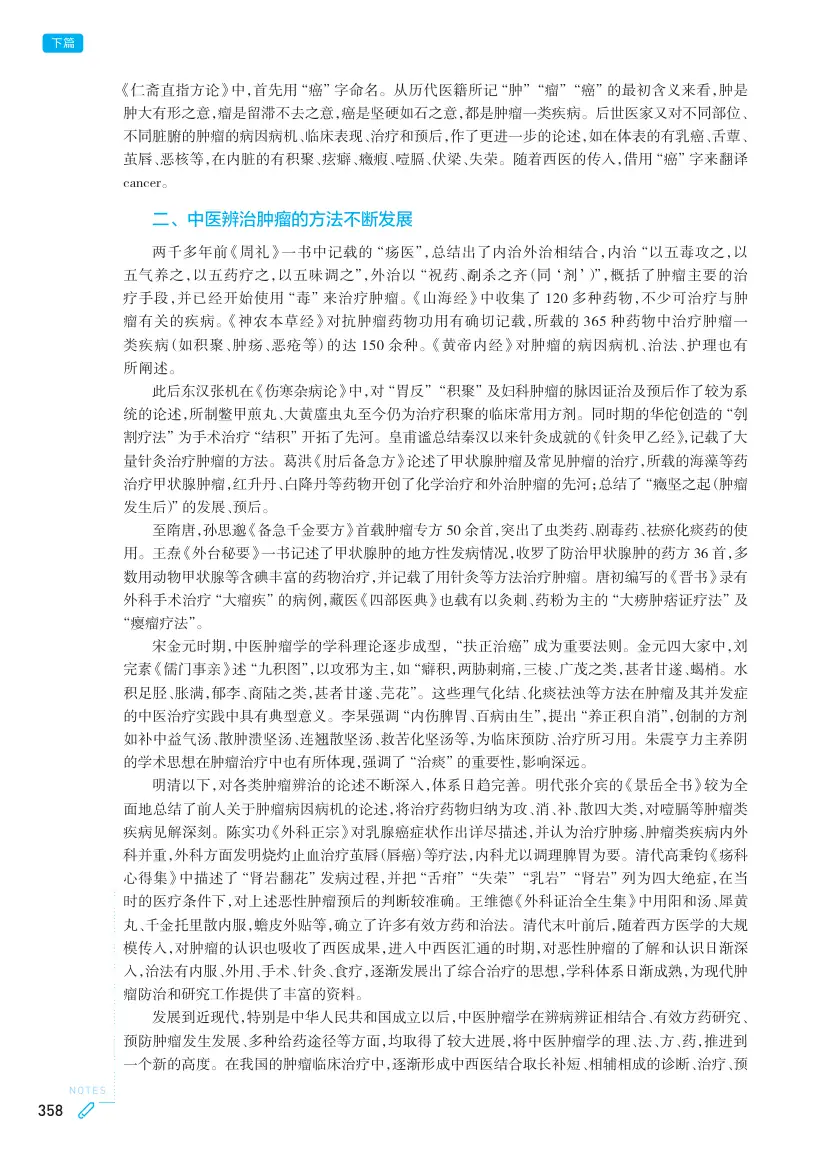 下篇
《仁斋直指方论》中,首先用“癌”字命名。从历代医籍所记“肿”“瘤”“癌”的最初含义来看,肿是
肿大有形之意,瘤是留滞不去之意,癌是坚硬如石之意,都是肿瘤一类疾病。后世医家又对不同部位、
不同脏腑的肿瘤的病因病机、临床表现、治疗和预后,作了更进一步的论述,如在体表的有乳癌、舌蕈、
茧唇、恶核等,在内脏的有积聚、痃癖、癥瘕、噎膈、伏梁、失荣。随着西医的传入,借用“癌”字来翻译
cancer。
二、中医辨治肿瘤的方法不断发展
两千多年前《周礼》一书中记载的“疡医”,总结出了内治外治相结合,内治“以五毒攻之,以
五气养之,以五药疗之,以五味调之”,外治以“祝药、劀杀之齐(同‘剂’)”,概括了肿瘤主要的治
疗手段,并已经开始使用“毒”来治疗肿瘤。《山海经》中收集了 120 多种药物,不少可治疗与肿
瘤有关的疾病。《神农本草经》对抗肿瘤药物功用有确切记载,所载的 365 种药物中治疗肿瘤一
类疾病(如积聚、肿疡、恶疮等)的达 150 余种。《黄帝内经》对肿瘤的病因病机、治法、护理也有
所阐述。
此后东汉张机在《伤寒杂病论》中,对“胃反”“积聚”及妇科肿瘤的脉因证治及预后作了较为系
统的论述,所制鳖甲煎丸、大黄䗪虫丸至今仍为治疗积聚的临床常用方剂。同时期的华佗创造的“刳
割疗法”为手术治疗“结积”开拓了先河。皇甫谧总结秦汉以来针灸成就的《针灸甲乙经》,记载了大
量针灸治疗肿瘤的方法。葛洪《肘后备急方》论述了甲状腺肿瘤及常见肿瘤的治疗,所载的海藻等药
治疗甲状腺肿瘤,红升丹、白降丹等药物开创了化学治疗和外治肿瘤的先河;总结了“癥坚之起(肿瘤
发生后)”的发展、预后。
至隋唐,孙思邈《备急千金要方》首载肿瘤专方 50 余首,突出了虫类药、剧毒药、祛瘀化痰药的使
用。王焘《外台秘要》一书记述了甲状腺肿的地方性发病情况,收罗了防治甲状腺肿的药方 36 首,多
数用动物甲状腺等含碘丰富的药物治疗,并记载了用针灸等方法治疗肿瘤。唐初编写的《晋书》录有
外科手术治疗“大瘤疾”的病例,藏医《四部医典》也载有以灸刺、药粉为主的“大痨肿痞证疗法”及
“瘿瘤疗法”。
宋金元时期,中医肿瘤学的学科理论逐步成型,“扶正治癌”成为重要法则。金元四大家中,刘
完素《儒门事亲》述“九积图”,以攻邪为主,如“癖积,两胁刺痛,三棱、广茂之类,甚者甘遂、蝎梢。水
积足胫、胀满,郁李、商陆之类,甚者甘遂、芫花”。这些理气化结、化痰祛浊等方法在肿瘤及其并发症
的中医治疗实践中具有典型意义。李杲强调“内伤脾胃、百病由生”,提出“养正积自消”,创制的方剂
如补中益气汤、散肿溃坚汤、连翘散坚汤、救苦化坚汤等,为临床预防、治疗所习用。朱震亨力主养阴
的学术思想在肿瘤治疗中也有所体现,强调了“治痰”的重要性,影响深远。
明清以下,对各类肿瘤辨治的论述不断深入,体系日趋完善。明代张介宾的《景岳全书》较为全
面地总结了前人关于肿瘤病因病机的论述,将治疗药物归纳为攻、消、补、散四大类,对噎膈等肿瘤类
疾病见解深刻。陈实功《外科正宗》对乳腺癌症状作出详尽描述,并认为治疗肿疡、肿瘤类疾病内外
科并重,外科方面发明烧灼止血治疗茧唇(唇癌)等疗法,内科尤以调理脾胃为要。清代高秉钧《疡科
心得集》中描述了“肾岩翻花”发病过程,并把“舌疳”“失荣”“乳岩”“肾岩”列为四大绝症,在当
时的医疗条件下,对上述恶性肿瘤预后的判断较准确。王维德《外科证治全生集》中用阳和汤、犀黄
丸、千金托里散内服,蟾皮外贴等,确立了许多有效方药和治法。清代末叶前后,随着西方医学的大规
模传入,对肿瘤的认识也吸收了西医成果,进入中西医汇通的时期,对恶性肿瘤的了解和认识日渐深
入,治法有内服、外用、手术、针灸、食疗,逐渐发展出了综合治疗的思想,学科体系日渐成熟,为现代肿
瘤防治和研究工作提供了丰富的资料。
发展到近现代,特别是中华人民共和国成立以后,中医肿瘤学在辨病辨证相结合、有效方药研究、
预防肿瘤发生发展、多种给药途径等方面,均取得了较大进展,将中医肿瘤学的理、法、方、药,推进到
一个新的高度。在我国的肿瘤临床治疗中,逐渐形成中西医结合取长补短、相辅相成的诊断、治疗、预
NOTES
358